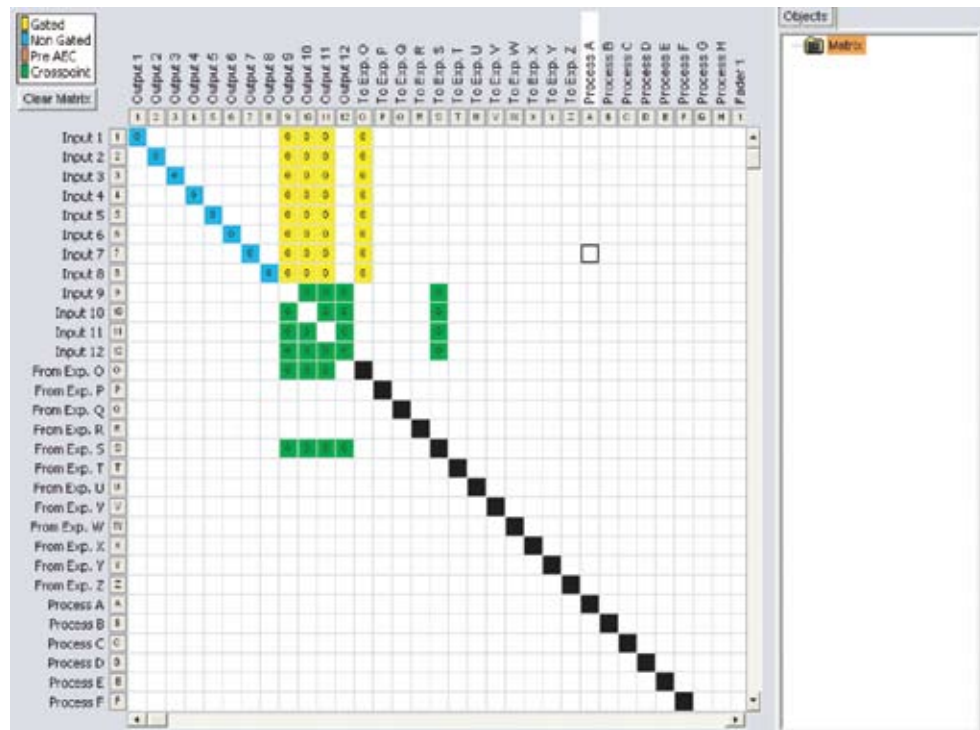 Gated
Non Gated
Pre AEC
Crosspoint
Clear Matrix
Output 1
Output 2
Output 3
Output 4
Output 5
Output 6
Output 7
Output 8
Output 9
Output 10
Output 11
Output 12
To Exp. O
To Exp. P
To Exp. Q
To Exp. R
To Exp. S
To Exp. T
To Exp. U
To Exp. V
To Exp. W
To Exp. X
To Exp. Y
To Exp. Z
Process A
Process B
Process C
Process D
Process E
Process F
Process G
Process H
Fader 1
Objects
Matrix
Input 1
Input 2
Input 3
Input 4
Input 5
Input 6
Input 7
Input 8
Input 9
Input 10
Input 11
Input 12
From Exp. O
From Exp. P
From Exp. Q
From Exp. R
From Exp. S
From Exp. T
From Exp. U
From Exp. V
From Exp. W
From Exp. X
From Exp. Y
From Exp. Z
Process A
Process B
Process C
Process D
Process E
Process F